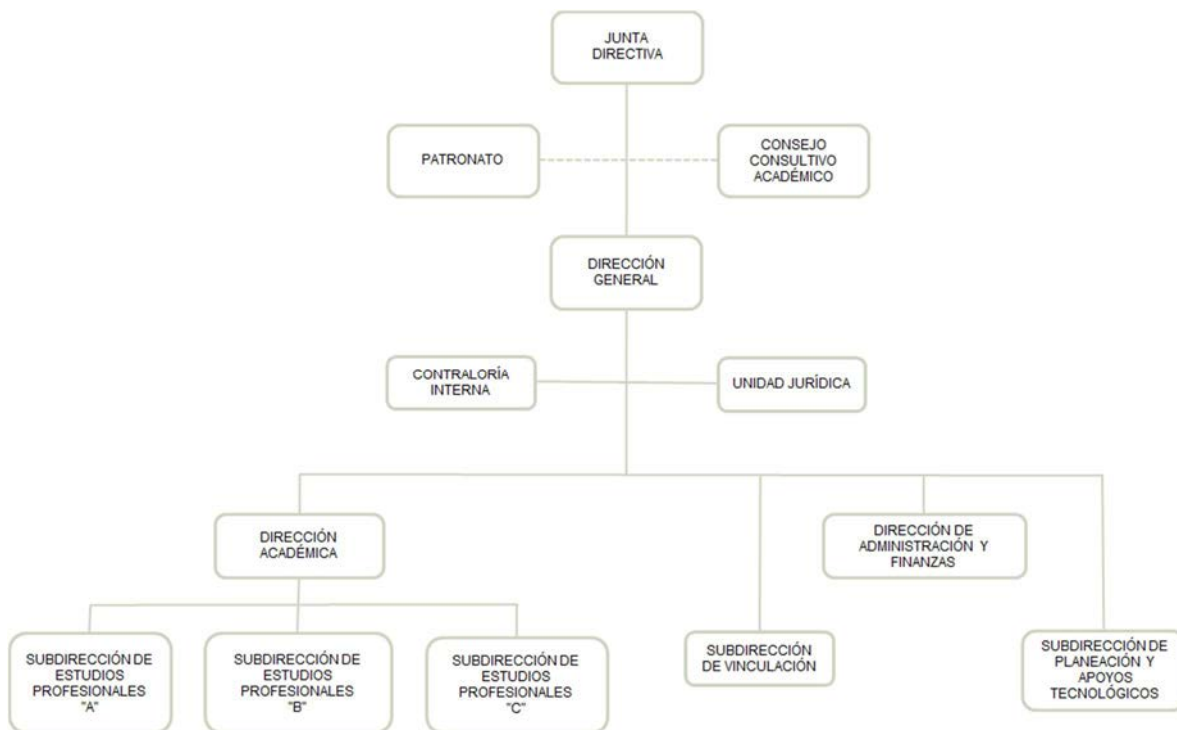 JUNTA
DIRECTIVA
PATRONATO
CONSEJO
CONSULTIVO
ACADÉMICO
DIRECCIÓN
GENERAL
CONTRALORÍA
INTERNA
UNIDAD JURÍDICA
DIRECCIÓN
ACADÉMICA
DIRECCIÓN DE
ADMINISTRACIÓN Y
FINANZAS
SUBDIRECCIÓN DE
ESTUDIOS
PROFESIONALES
"A"
SUBDIRECCIÓN DE
ESTUDIOS
PROFESIONALES
"B"
SUBDIRECCIÓN DE
ESTUDIOS
PROFESIONALES
"C"
SUBDIRECCIÓN
DE VINCULACIÓN
SUBDIRECCIÓN DE
PLANEACIÓN Y
APOYOS
TECNOLÓGICOS